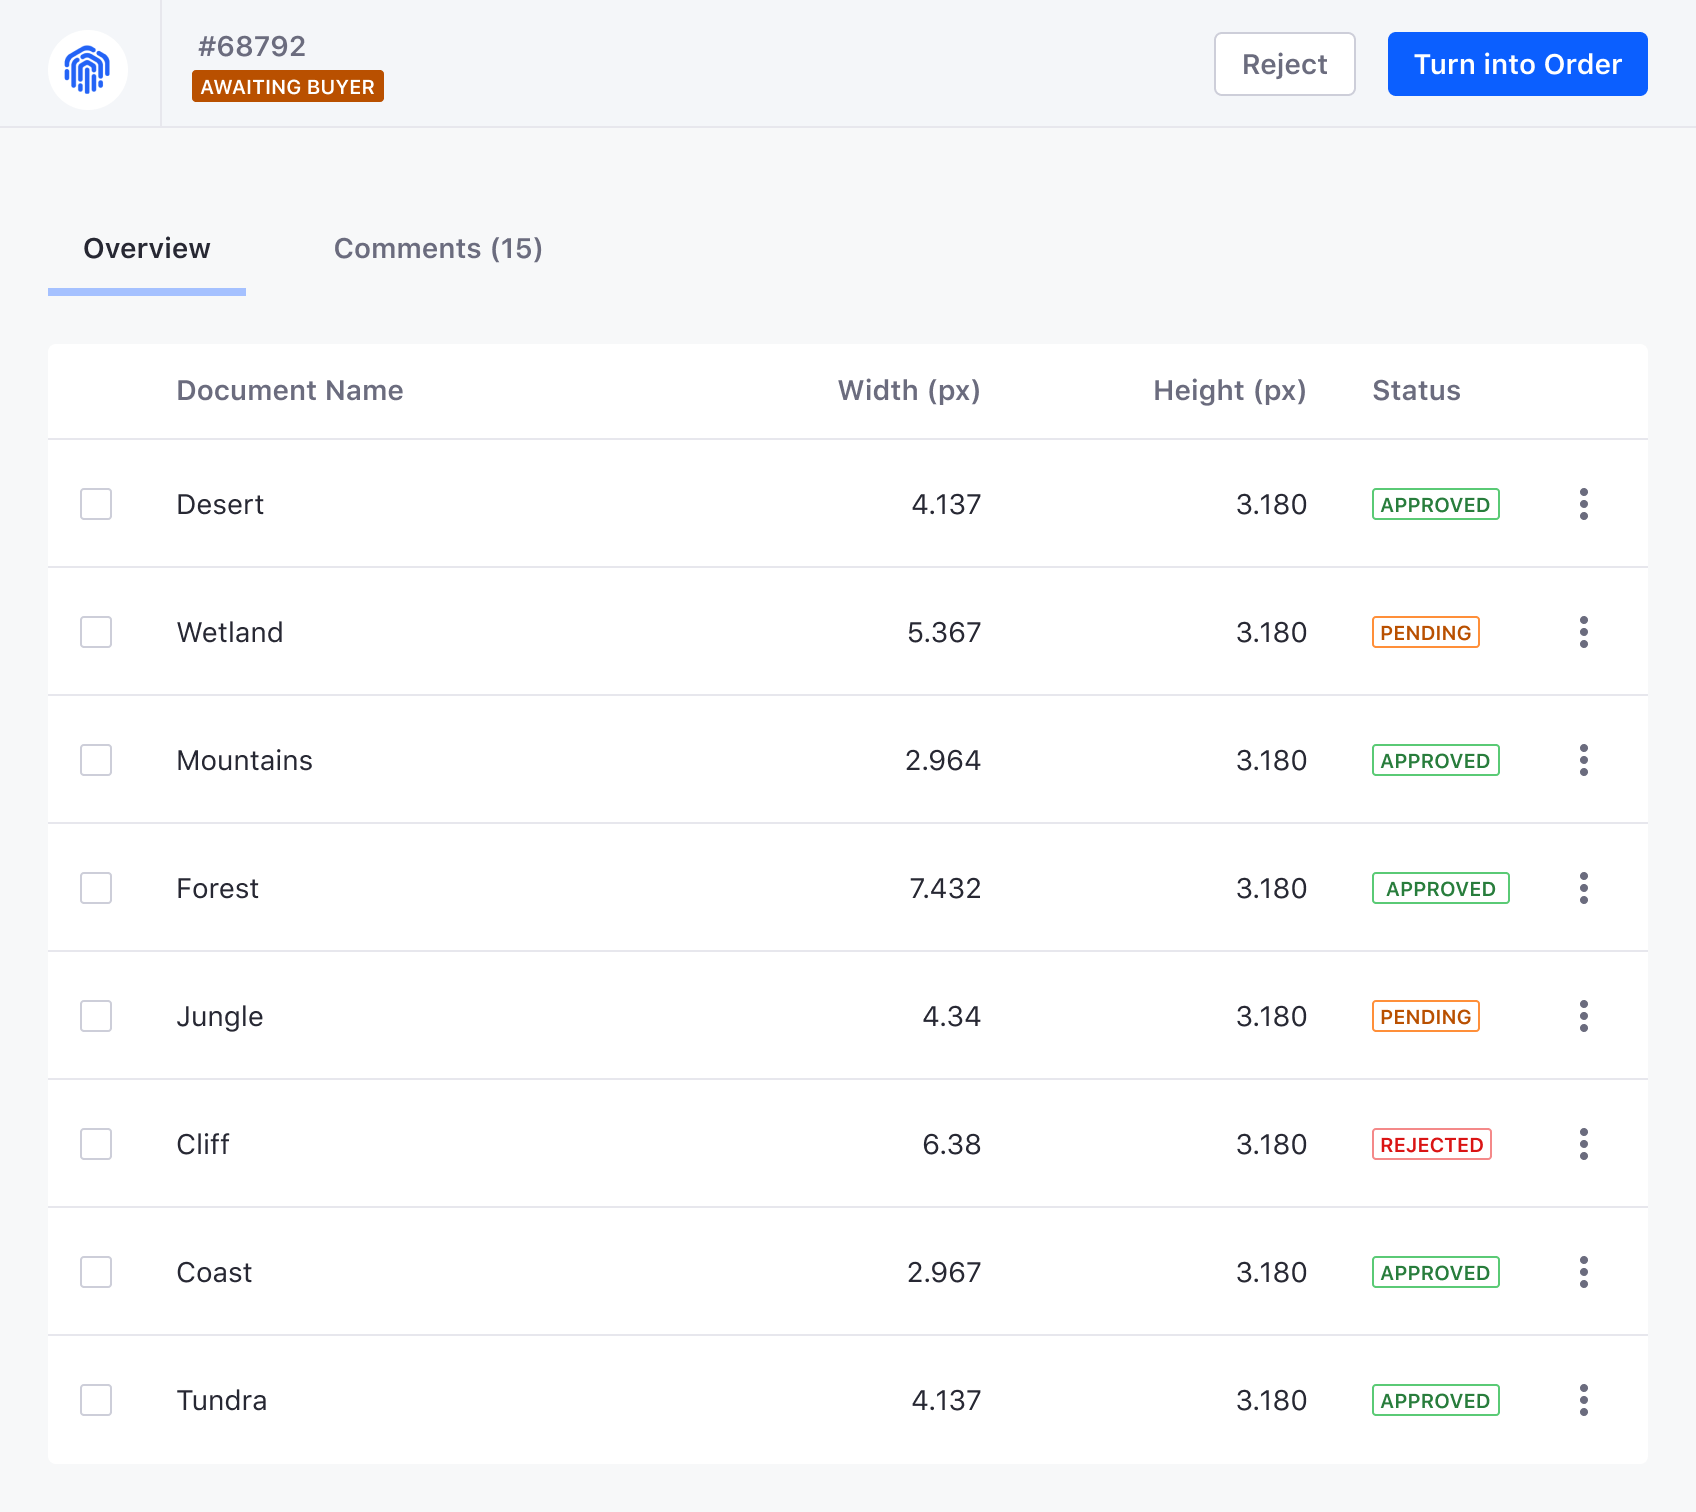 #68792
AWAITING BUYER
Reject
Turn into Order
Overview
Comments (15)
Document Name Width (px) Height (px) Status
Desert 4.137 3.180 APPROVED
Wetland 5.367 3.180 PENDING
Mountains 2.964 3.180 APPROVED
Forest 7.432 3.180 APPROVED
Jungle 4.34 3.180 PENDING
Cliff 6.38 3.180 REJECTED
Coast 2.967 3.180 APPROVED
Tundra 4.137 3.180 APPROVED